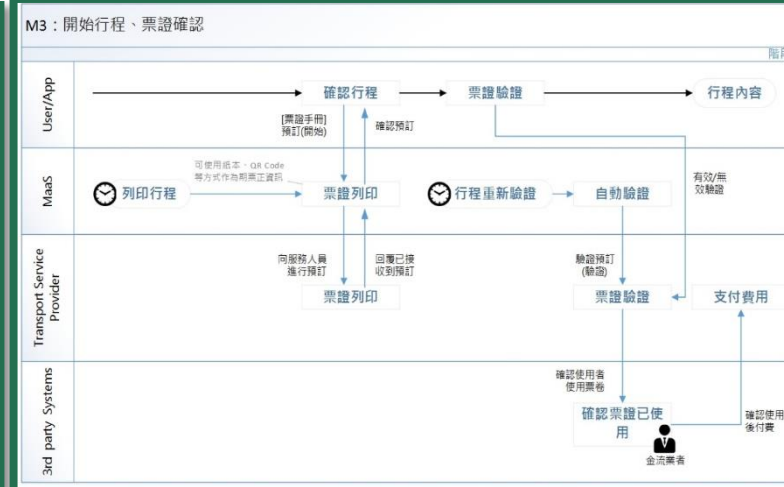 M3：開始行程、票證確認
階段
User/App
確認行程
票證驗證
行程內容
[票證手冊]
預訂(開始)
確認預訂
MaaS
列印行程
可使用紙本、QR Code
等方式作為期票正資訊
票證列印
行程重新驗證
自動驗證
有效/無
效驗證
Transport Service
Provider
向服務人員
進行預訂
回覆已接
收到預訂
票證列印
驗證預訂
(驗證)
票證驗證
支付費用
3rd party Systems
確認使用者
使用票卷
確認票證已使
用
金流業者
確認使用
後付費